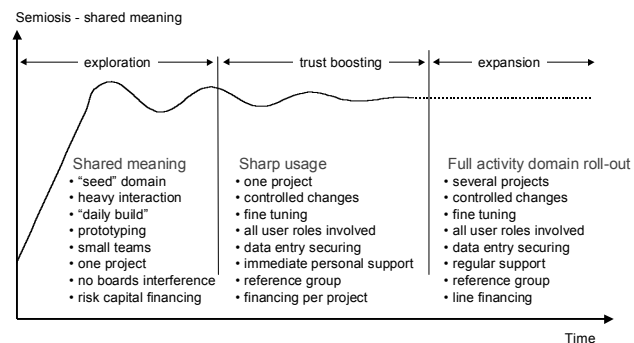 Semiosis - shared meaning
exploration
trust boosting
expansion
Shared meaning
• “seed” domain
• heavy interaction
• “daily build”
• prototyping
• small teams
• one project
• no boards interference
• risk capital financing
Sharp usage
• one project
• controlled changes
• fine tuning
• all user roles involved
• data entry securing
• immediate personal support
• reference group
• financing per project
Full activity domain roll-out
• several projects
• controlled changes
• fine tuning
• all user roles involved
• data entry securing
• regular support
• reference group
• line financing
Time